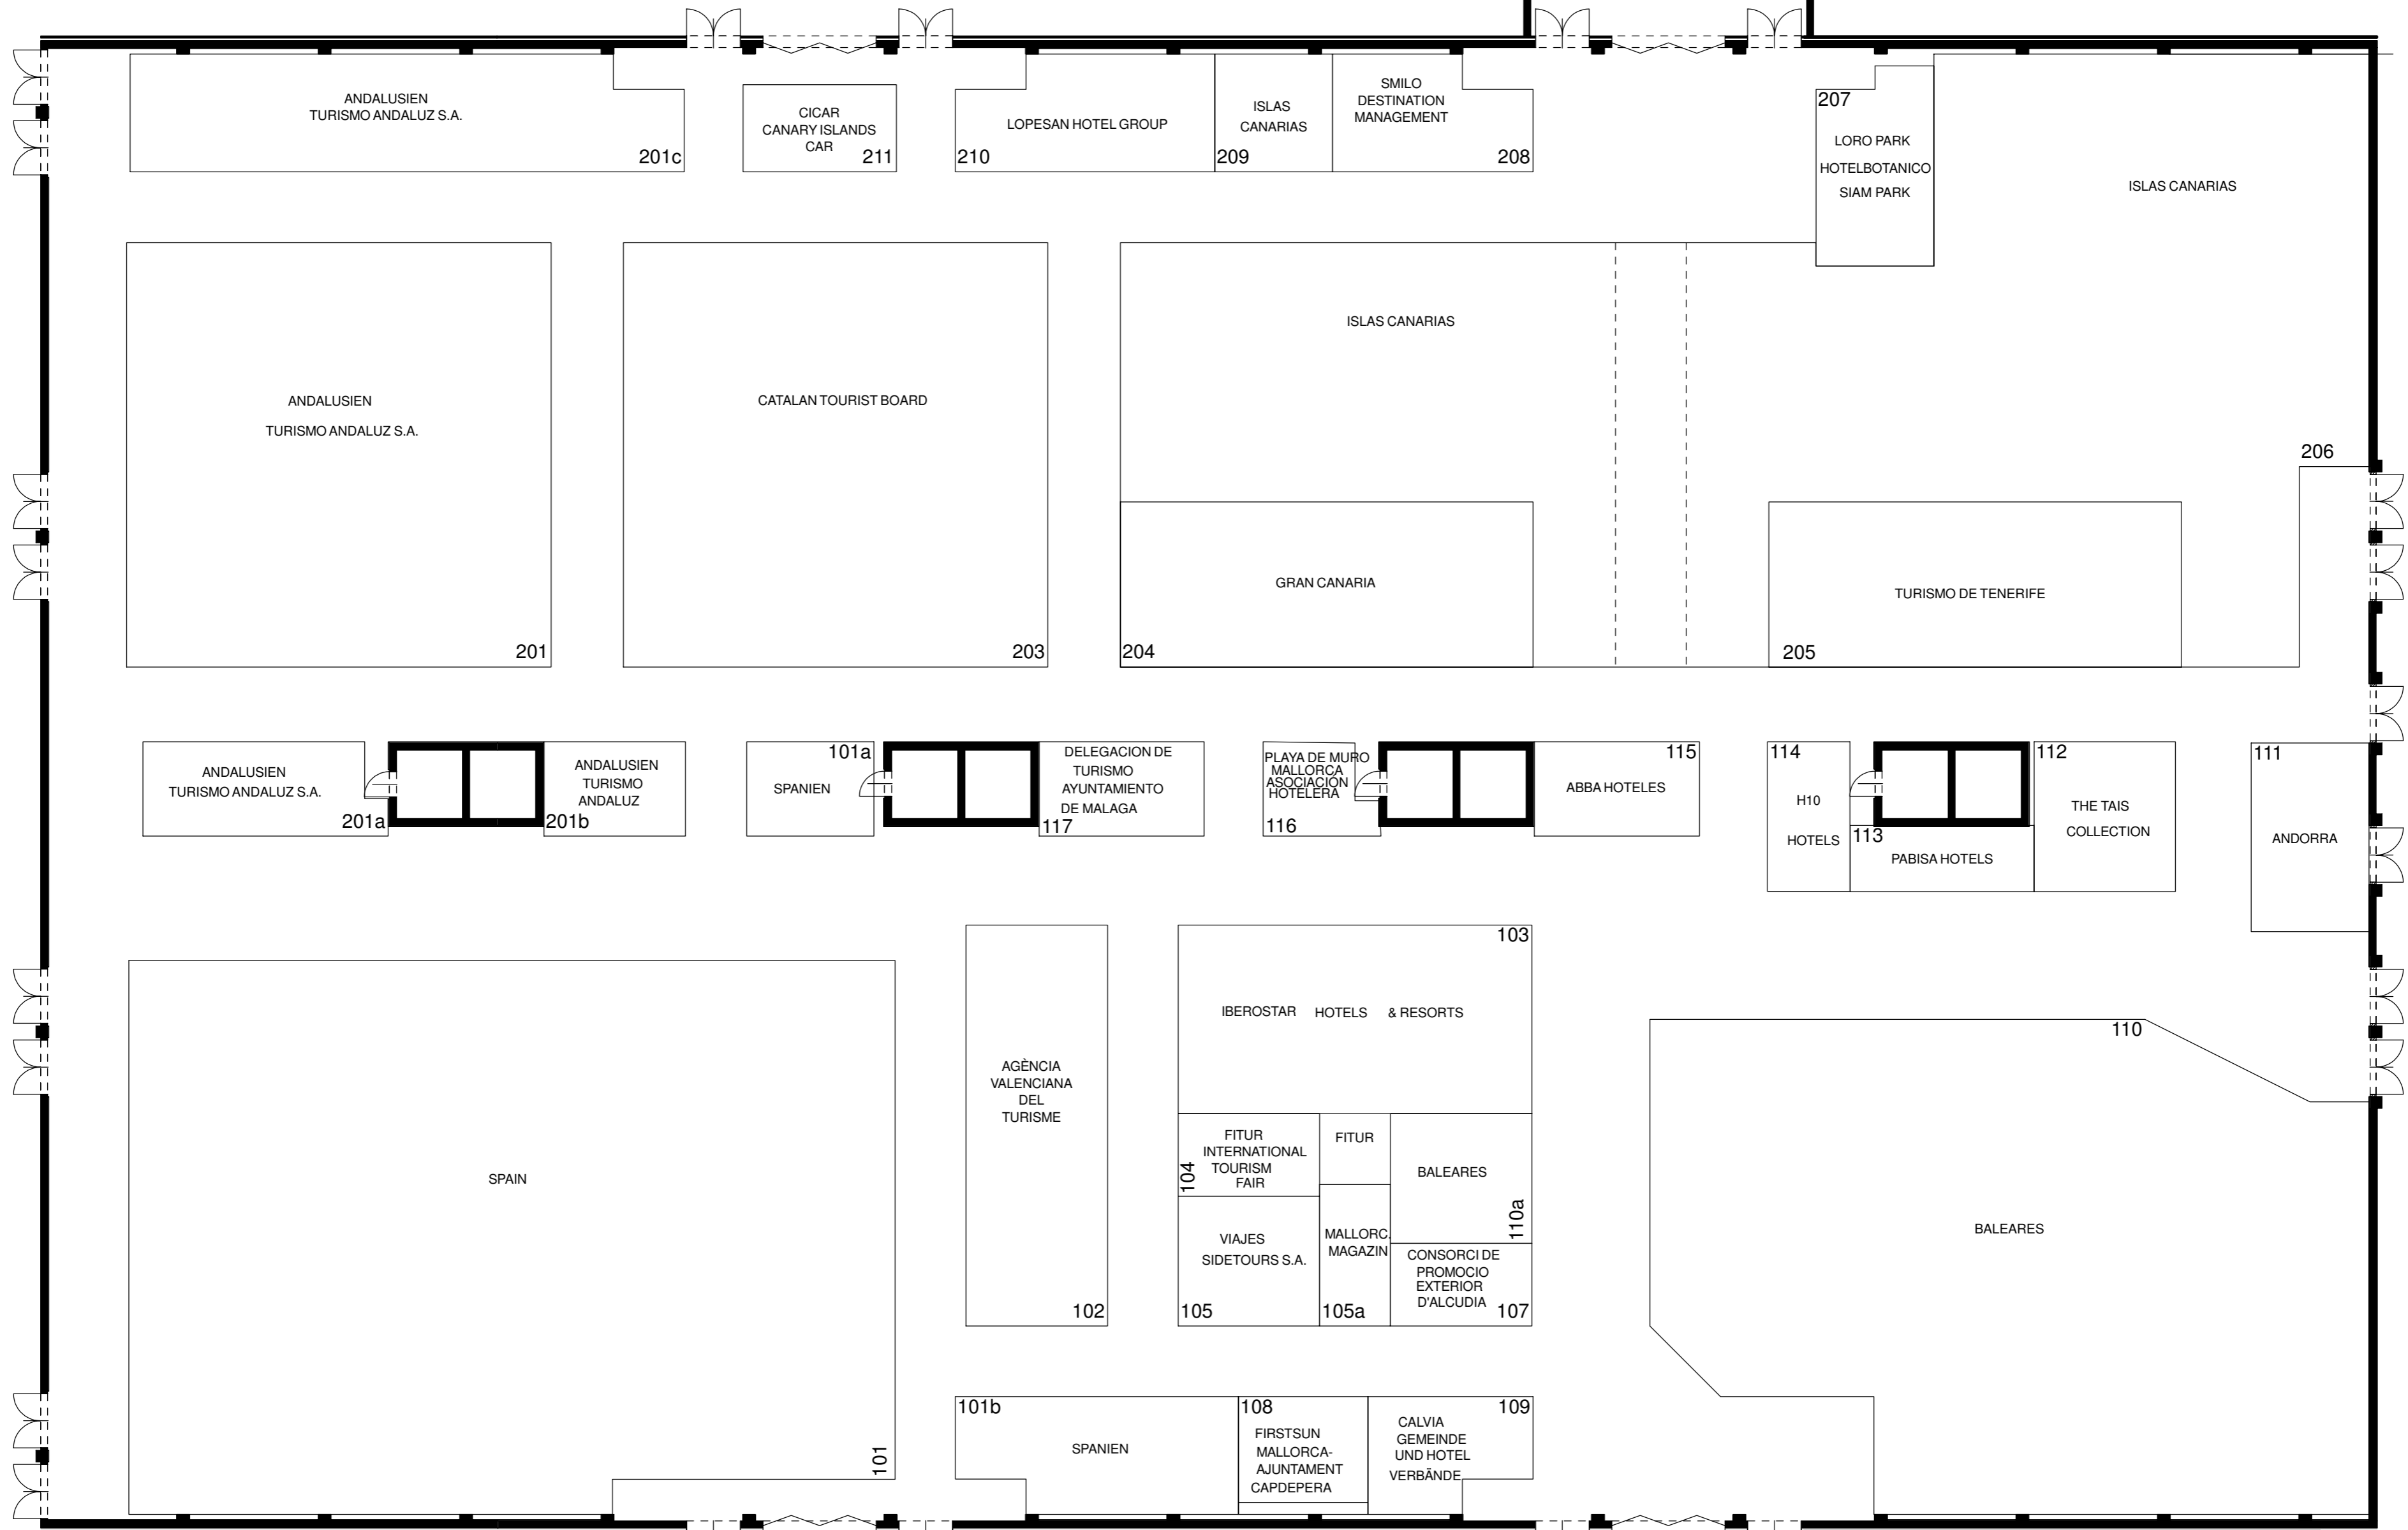 ANDALUSIEN
TURISMO ANDALUZ S.A.
201c
CICAR
CANARY ISLANDS
CAR
211
LOPESAN HOTEL GROUP
210
ISLAS
CANARIAS
209
SMILO
DESTINATION
MANAGEMENT
208
207
LORO PARK
HOTELBOTANICO
SIAM PARK
ISLAS CANARIAS
206
ANDALUSIEN
TURISMO ANDALUZ S.A.
201
CATALAN TOURIST BOARD
203
ISLAS CANARIAS
GRAN CANARIA
204
TURISMO DE TENERIFE
205
ANDALUSIEN
TURISMO ANDALUZ S.A.
201a
ANDALUSIEN
TURISMO
ANDALUZ
201b
101a
SPANIEN
DELEGACION DE
TURISMO
AYUNTAMIENTO
DE MALAGA
117
PLAYA DE MURO
MALLORCA
ASOCIACIÓN
HOTELERA
116
115
ABBA HOTELES
114
H10
HOTELS
113
PABISA HOTELS
112
THE TAIS
COLLECTION
111
ANDORRA
SPAIN
101
AGÈNCIA
VALENCIANA
DEL
TURISME
102
103
IBEROSTAR HOTELS & RESORTS
FITUR
INTERNATIONAL
TOURISM
FAIR
104
FITUR
BALEARES
110a
VIAJES
SIDETOURS S.A.
105
MALLORC.
MAGAZIN
105a
CONSORCI DE
PROMOCIO
EXTERIOR
D'ALCUDIA
107
110
BALEARES
101b
SPANIEN
108
FIRSTSUN
MALLORCA-
AJUNTAMENT
CAPDEPERA
109
CALVIA
GEMEINDE
UND HOTEL
VERBÄNDE